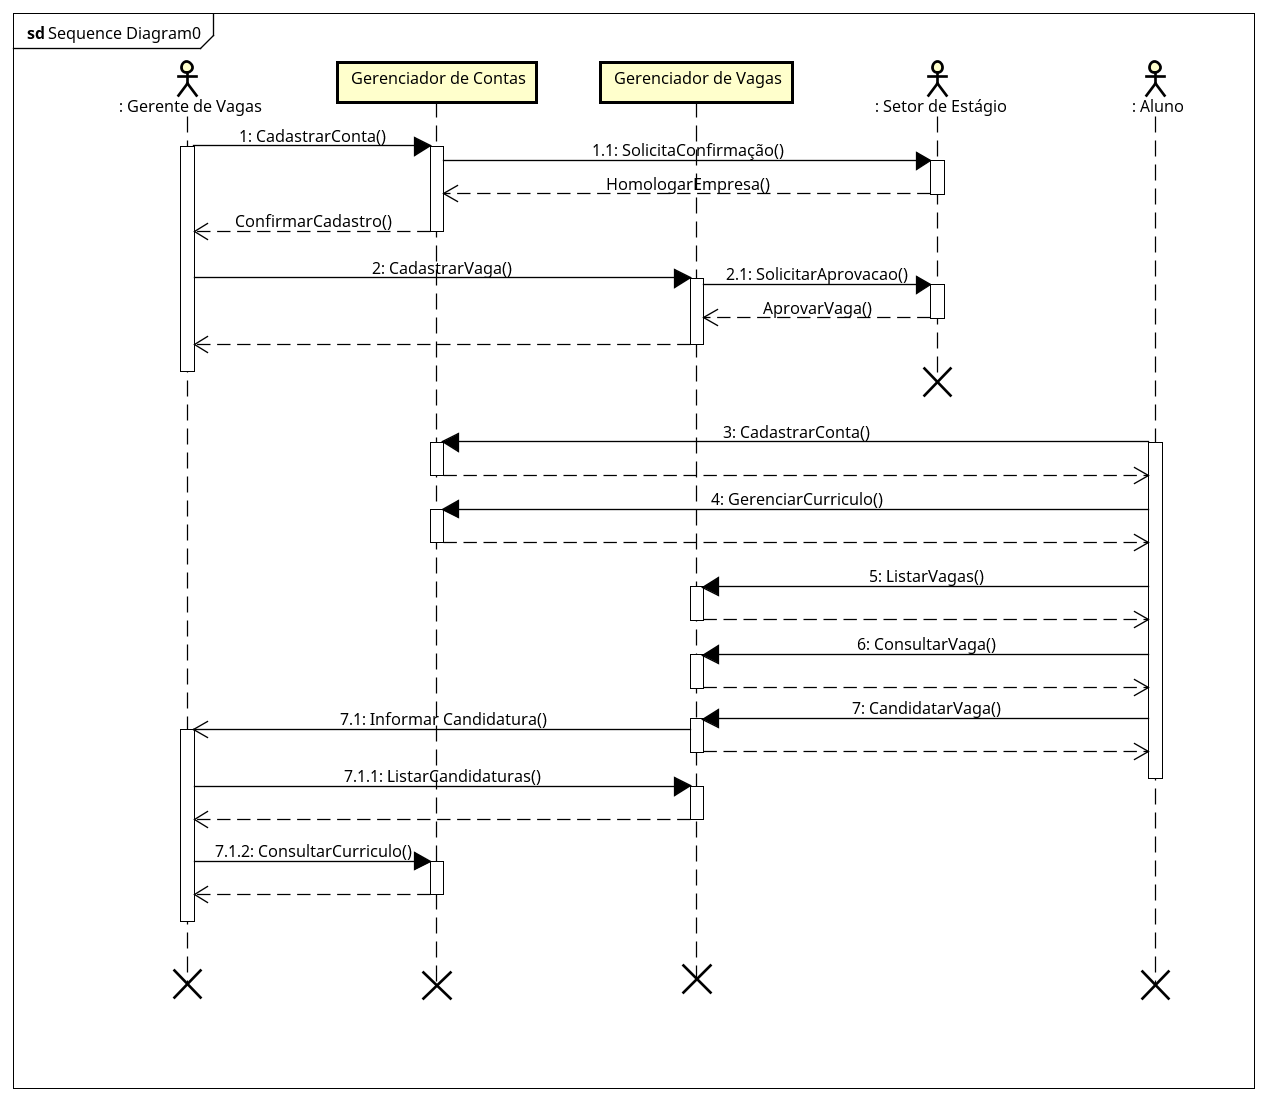 sd Sequence Diagram0
: Gerente de Vagas
Gerenciador de Contas
Gerenciador de Vagas
: Setor de Estágio
: Aluno
1: CadastrarConta()
1.1: SolicitaConfirmação()
HomologarEmpresa()
ConfirmarCadastro()
2: CadastrarVaga()
2.1: SolicitarAprovacao()
AprovarVaga()
3: CadastrarConta()
4: GerenciarCurriculo()
5: ListarVagas()
6: ConsultarVaga()
7: CandidatarVaga()
7.1: Informar Candidatura()
7.1.1: ListarCandidaturas()
7.1.2: ConsultarCurriculo()